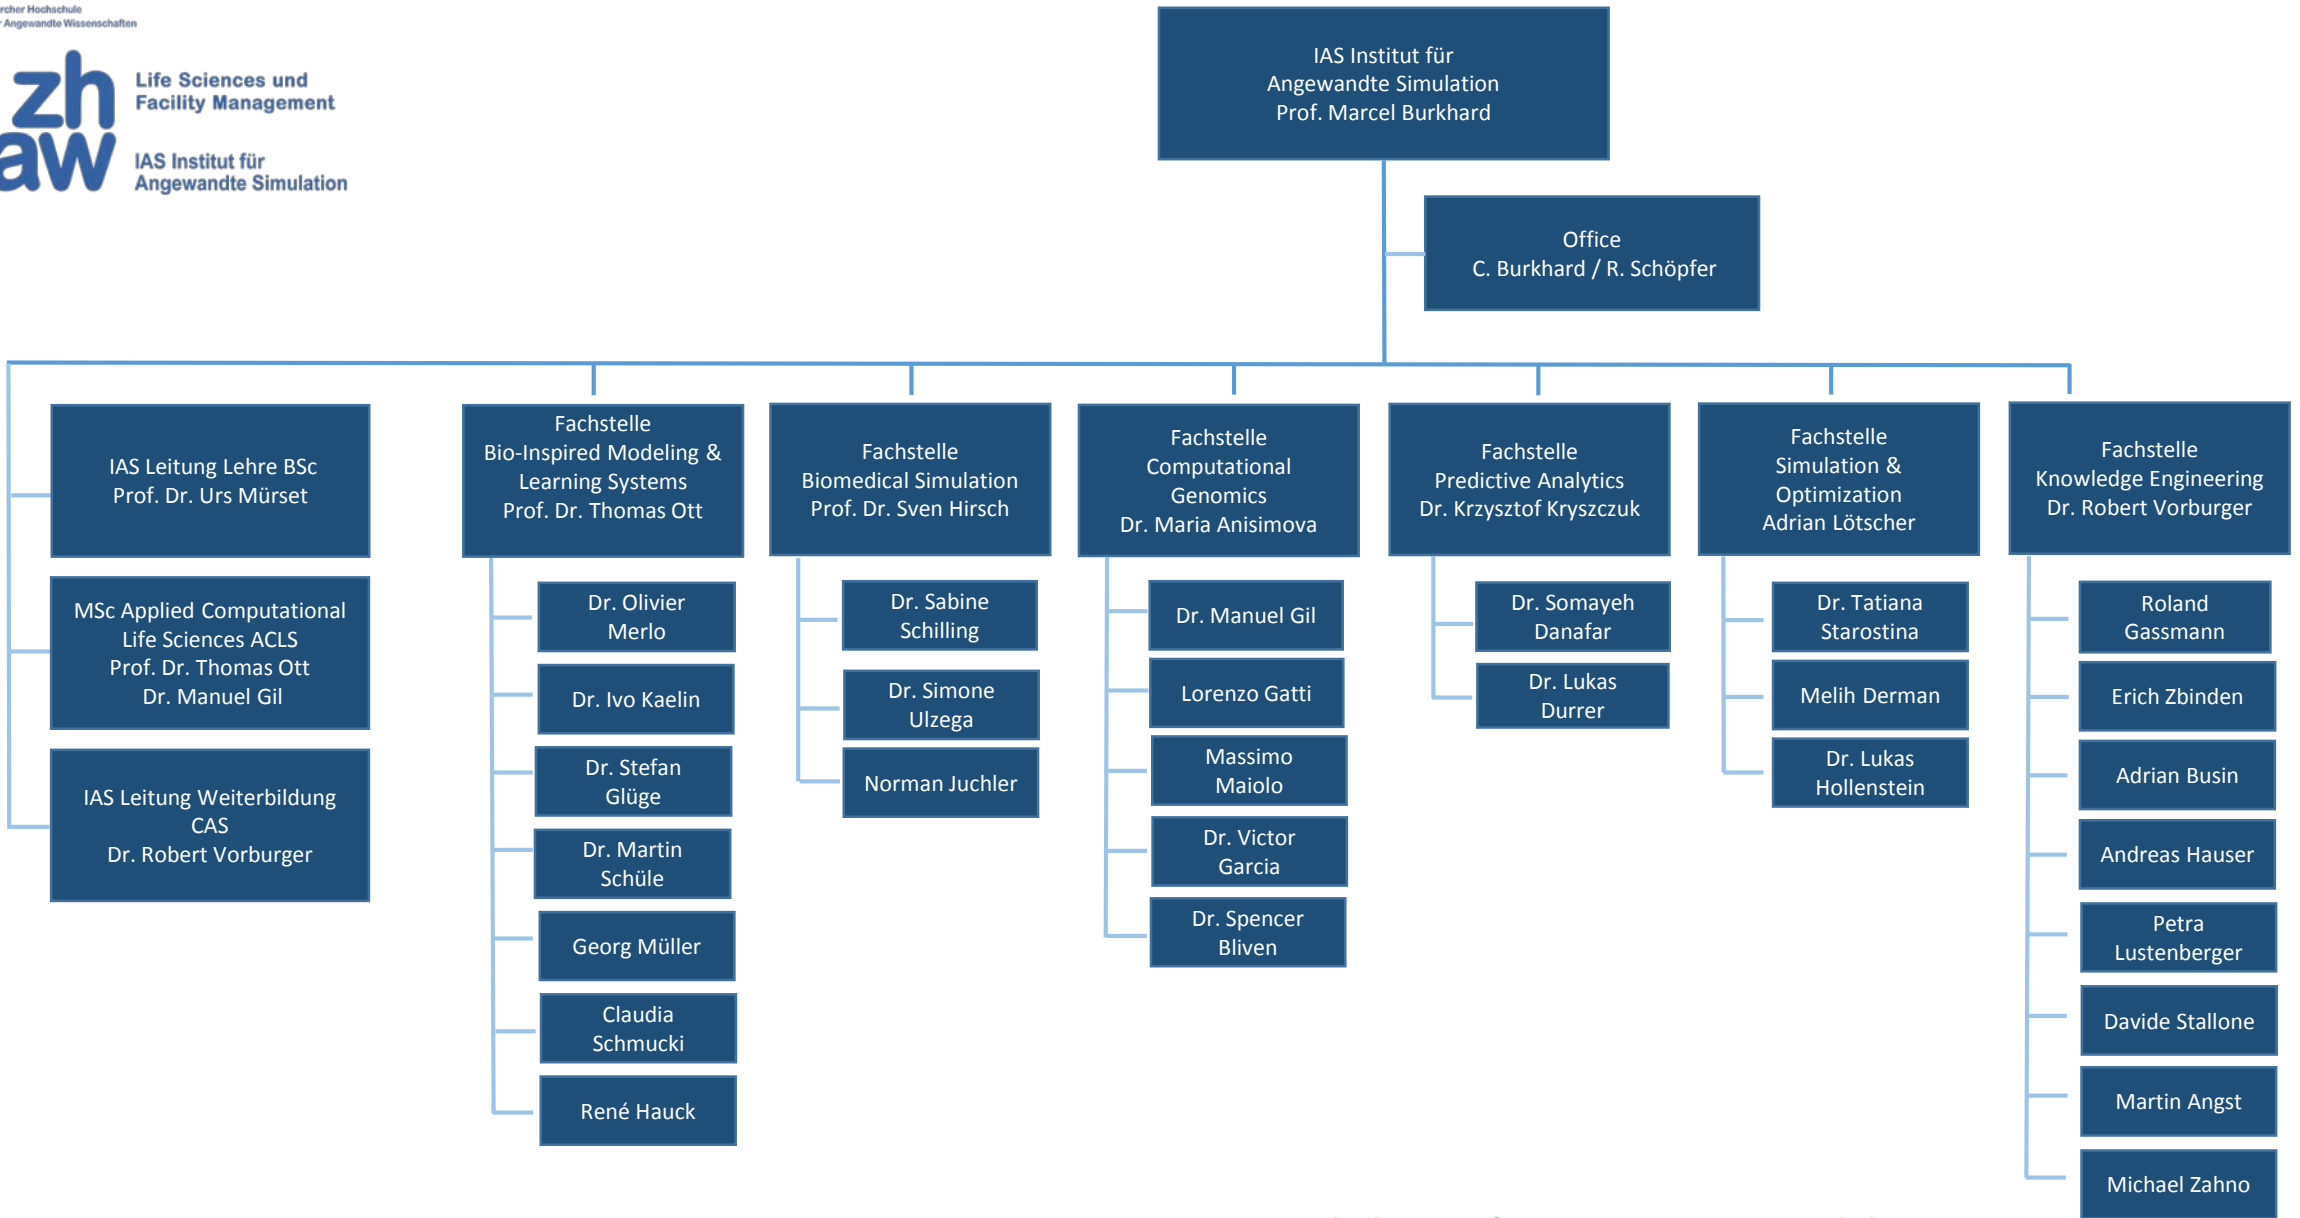 Hochschule
Angewandte Wissenschaften
zh
aw
Life Sciences und
Facility Management
IAS Institut für
Angewandte Simulation
IAS Institut für
Angewandte Simulation
Prof. Marcel Burkhard
Office
C. Burkhard / R. Schöpfer
IAS Leitung Lehre BSc
Prof. Dr. Urs Mürset
MSc Applied Computational
Life Sciences ACLS
Prof. Dr. Thomas Ott
Dr. Manuel Gil
IAS Leitung Weiterbildung
CAS
Dr. Robert Vorburger
Fachstelle
Bio-Inspired Modeling &
Learning Systems
Prof. Dr. Thomas Ott
Dr. Olivier
Merlo
Dr. Ivo Kaelin
Dr. Stefan
Glüge
Dr. Martin
Schüle
Georg Müller
Claudia
Schmucki
René Hauck
Fachstelle
Biomedical Simulation
Prof. Dr. Sven Hirsch
Dr. Sabine
Schilling
Dr. Simone
Ulzega
Norman Juchler
Fachstelle
Computational
Genomics
Dr. Maria Anisimova
Dr. Manuel Gil
Lorenzo Gatti
Massimo
Maiolo
Dr. Victor
Garcia
Dr. Spencer
Bliven
Fachstelle
Predictive Analytics
Dr. Krzysztof Kryszczuk
Dr. Somayeh
Danafar
Dr. Lukas
Durrer
Fachstelle
Simulation &
Optimization
Adrian Lötscher
Dr. Tatiana
Starostina
Melih Derman
Dr. Lukas
Hollenstein
Fachstelle
Knowledge Engineering
Dr. Robert Vorburger
Roland
Gassmann
Erich Zbinden
Adrian Busin
Andreas Hauser
Petra
Lustenberger
Davide Stallone
Martin Angst
Michael Zahno